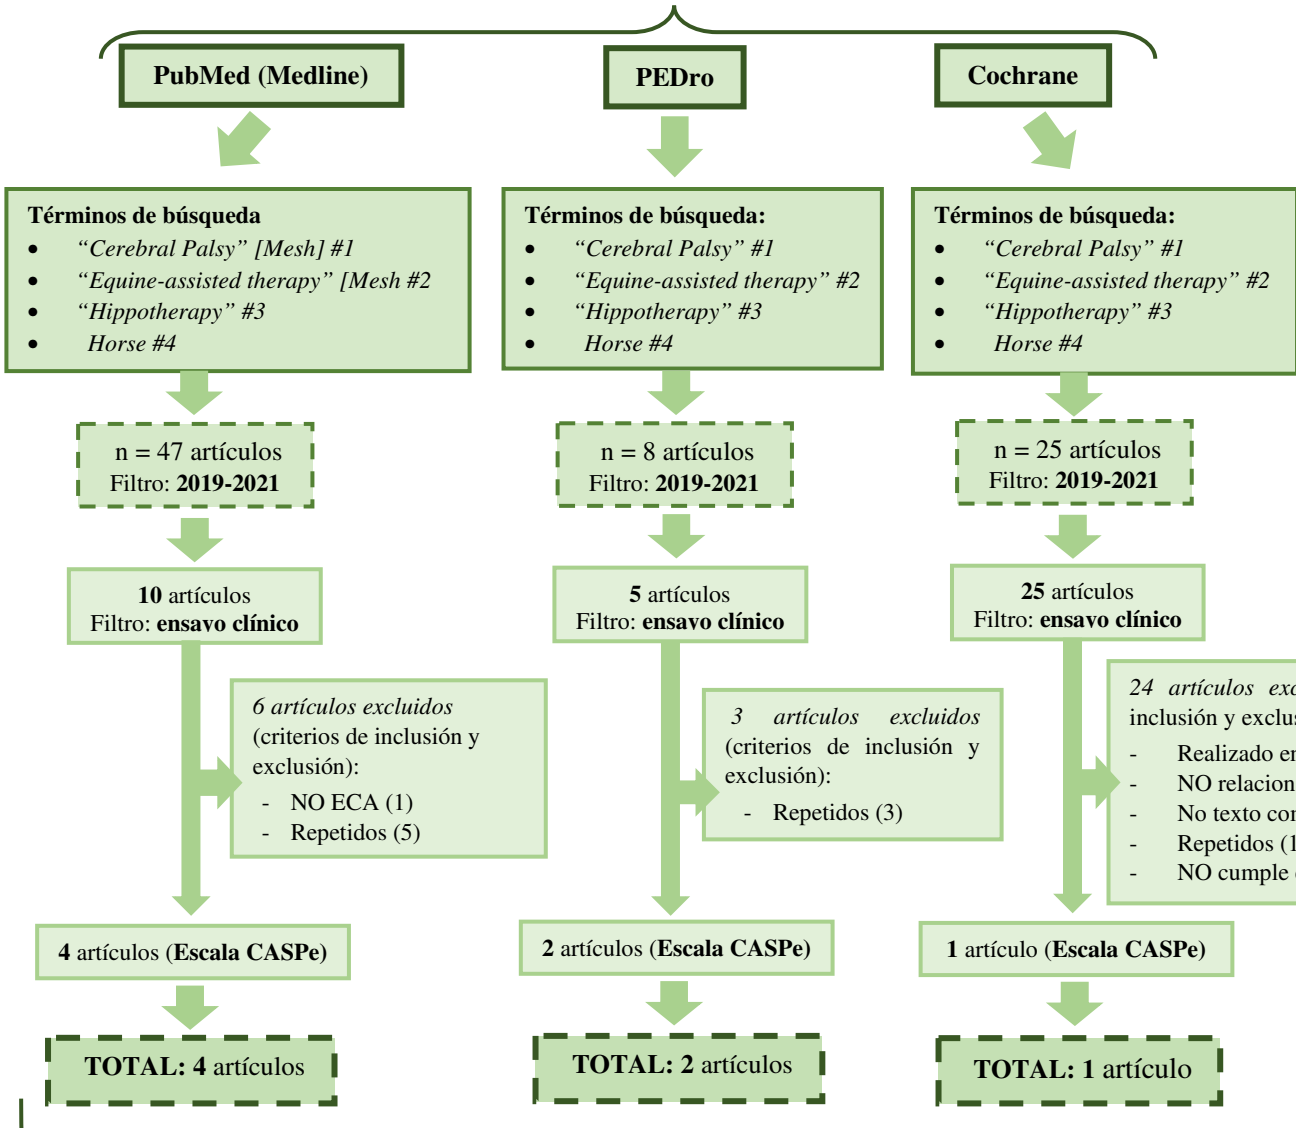 PubMed (Medline)
PEDro
Cochrane
Términos de búsqueda
• “Cerebral Palsy” [Mesh] #1
• “Equine-assisted therapy” [Mesh #2
• “Hippotherapy” #3
• Horse #4
Términos de búsqueda:
• “Cerebral Palsy” #1
• “Equine-assisted therapy” #2
• “Hippotherapy” #3
• Horse #4
Términos de búsqueda:
• “Cerebral Palsy” #1
• “Equine-assisted therapy” #2
• “Hippotherapy” #3
• Horse #4
n = 47 artículos
Filtro: 2019-2021
n = 8 artículos
Filtro: 2019-2021
n = 25 artículos
Filtro: 2019-2021
10 artículos
Filtro: ensavo clínico
5 artículos
Filtro: ensavo clínico
25 artículos
Filtro: ensavo clínico
6 artículos excluidos
(criterios de inclusión y
exclusión):
- NO ECA (1)
- Repetidos (5)
3 artículos excluidos
(criterios de inclusión y
exclusión):
- Repetidos (3)
24 artículos
inclusión y
- Realizado
- NO
- No texto
- Repetidos
- NO cumple
4 artículos (Escala CASPe)
2 artículos (Escala CASPe)
1 artículo (Escala CASPe)
TOTAL: 4 artículos
TOTAL: 2 artículos
TOTAL: 1 artículo